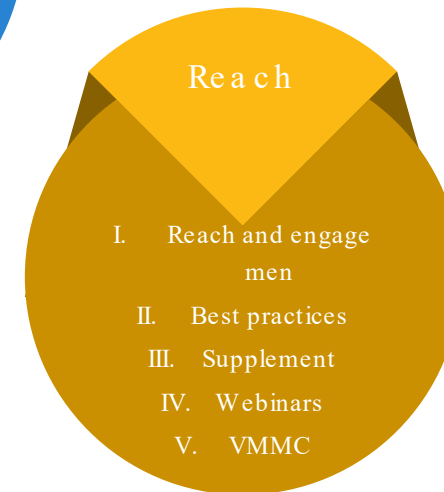 Reach
I. Reach and engage
men
II. Best practices
III. Supplement
IV. Webinars
V. VMMC